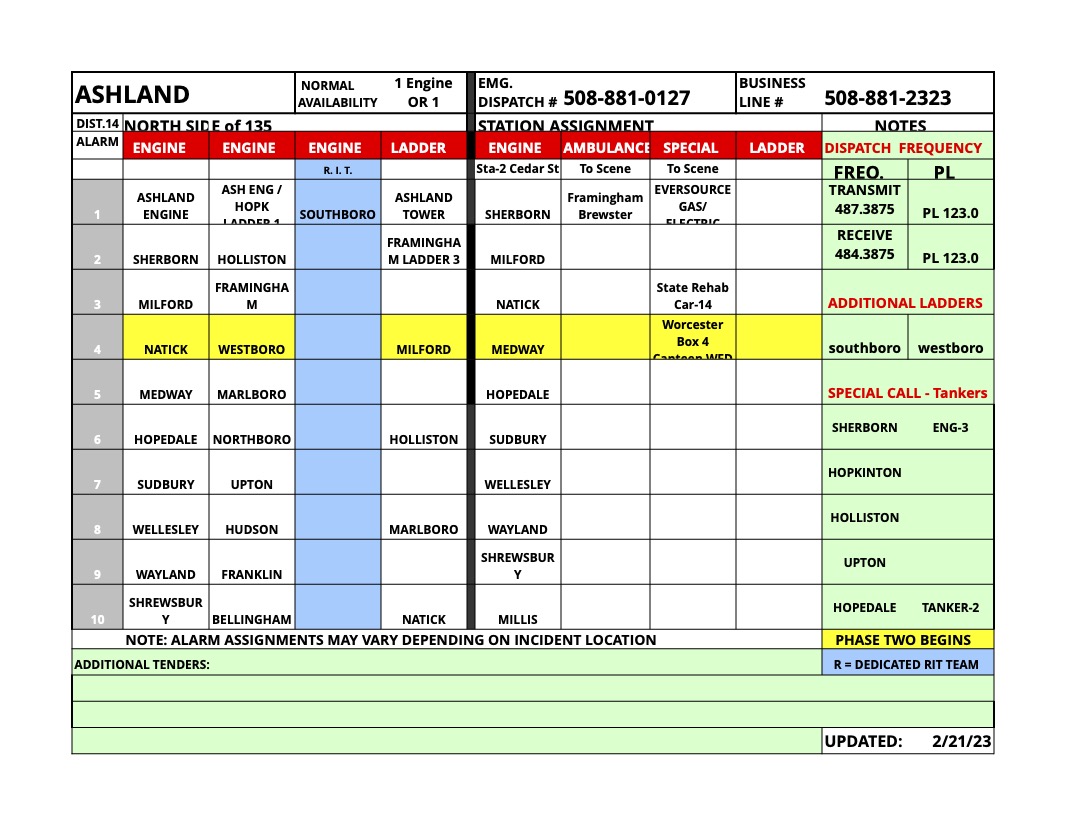 ASHLAND NORMAL AVAILABILITY 1 Engine OR 1 EMG. DISPATCH # 508-881-0127 BUSINESS LINE # 508-881-2323
DIST.14 NORTH SIDE of 135 STATION ASSIGNMENT NOTES
ALARM ENGINE ENGINE ENGINE LADDER ENGINE AMBULANCE SPECIAL LADDER DISPATCH FREQUENCY
R. I. T. Sta-2 Cedar St To Scene To Scene FREQ. PL
1 ASHLAND ENGINE ASH ENG / HOPK LADDER 1 SOUTHBORO ASHLAND TOWER SHERBORN Framingham Brewster EVERSOURCE GAS/ ELECTRIC TRANSMIT 487.3875 PL 123.0
2 SHERBORN HOLLISTON FRAMINGHAM LADDER 3 MILFORD RECEIVE 484.3875 PL 123.0
3 MILFORD FRAMINGHAM NATICK State Rehab Car-14 ADDITIONAL LADDERS
4 NATICK WESTBORO MILFORD MEDWAY Worcester Box 4 Canteen WED southboro westboro
5 MEDWAY MARLBORO HOPEDALE SPECIAL CALL - Tankers
6 HOPEDALE NORTHBORO HOLLISTON SUDBURY SHERBORN ENG-3
7 SUDBURY UPTON WELLESLEY HOPKINTON
8 WELLESLEY HUDSON MARLBORO WAYLAND HOLLISTON
9 WAYLAND FRANKLIN SHREWSBURY UPTON
10 SHREWSBURY BELLINGHAM NATICK MILLIS HOPEDALE TANKER-2
NOTE: ALARM ASSIGNMENTS MAY VARY DEPENDING ON INCIDENT LOCATION PHASE TWO BEGINS
ADDITIONAL TENDERS: R = DEDICATED RIT TEAM
UPDATED: 2/21/23